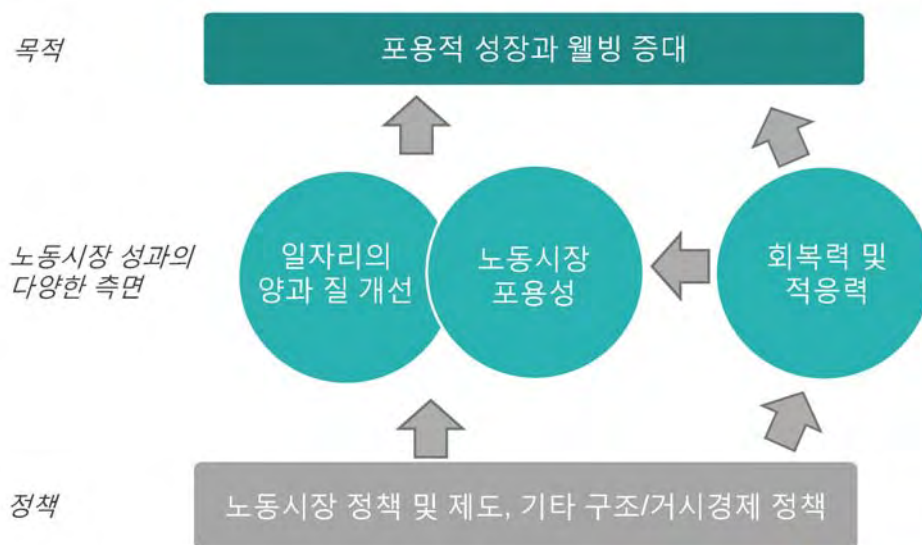 목적
포용적 성장과 웰빙 증대
노동시장 성과의
다양한 측면
일자리의
양과 질 개선
노동시장
포용성
회복력 및
적응력
정책
노동시장 정책 및 제도, 기타 구조/거시경제 정책